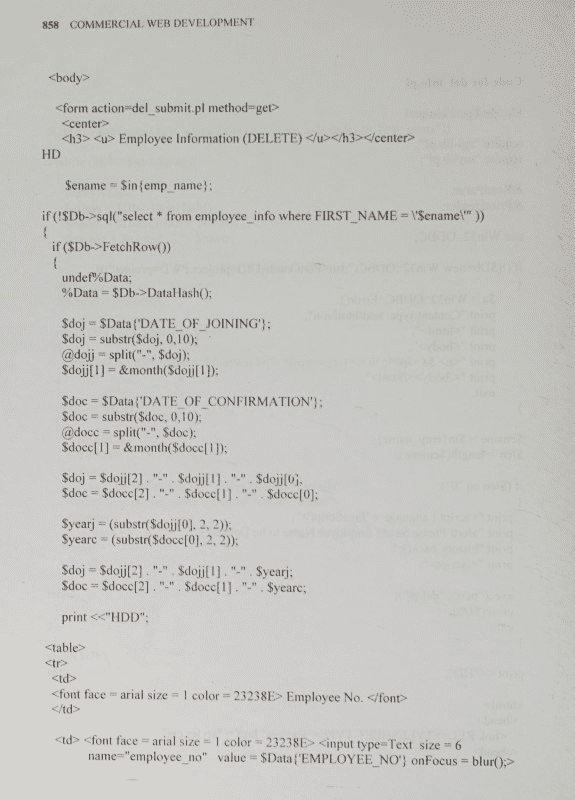 858 COMMERCIAL WEB DEVELOPMENT
<body>
<form action=del_submit.pl method=get>
<center>
<h3> <u> Employee Information (DELETE) </u></h3></center>
HD
$ename = $in{emp_name};
if (!$Db->sql("select * from employee_info where FIRST_NAME = \'$ename\'" ))
{
if ($Db->FetchRow())
{
undef%Data;
%Data = $Db->DataHash();
$doj = $Data{'DATE_OF_JOINING'};
$doj = substr($doj, 0,10);
@dojj = split("-", $doj);
$dojj[1] = &month($dojj[1]);
$doc = $Data{'DATE_OF_CONFIRMATION'};
$doc = substr($doc, 0,10);
@docc = split("-", $doc);
$docc[1] = &month($docc[1]);
$doj = $dojj[2] . "-" . $dojj[1] . "-" . $dojj[0];
$doc = $docc[2] . "-" . $docc[1] . "-" . $docc[0];
$yearj = (substr($dojj[0], 2, 2));
$yearc = (substr($docc[0], 2, 2));
$doj = $dojj[2] . "-" . $dojj[1] . "-" . $yearj;
$doc = $docc[2] . "-" . $docc[1] . "-" . $yearc;
print <<"HDD";
<table>
<tr>
<td>
<font face = arial size = 1 color = 23238E> Employee No. </font>
</td>
<td> <font face = arial size = 1 color = 23238E> <input type=Text size = 6
name="employee_no" value = $Data{'EMPLOYEE_NO'} onFocus = blur();>